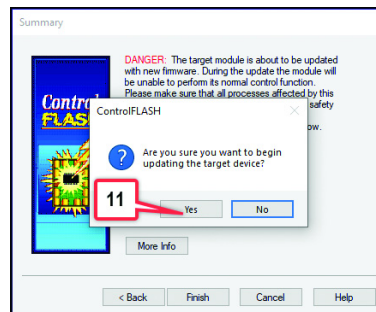 Summary
DANGER: The target module is about to be updated
with new firmware. During the update the module will
be unable to perform its normal control function.
Please make sure that all processes affected by this
safety
ow.
Control
FLASH
ControlFLASH
Are you sure you want to begin
updating the target device?
11
Yes
No
More Info
< Back
Finish
Cancel
Help